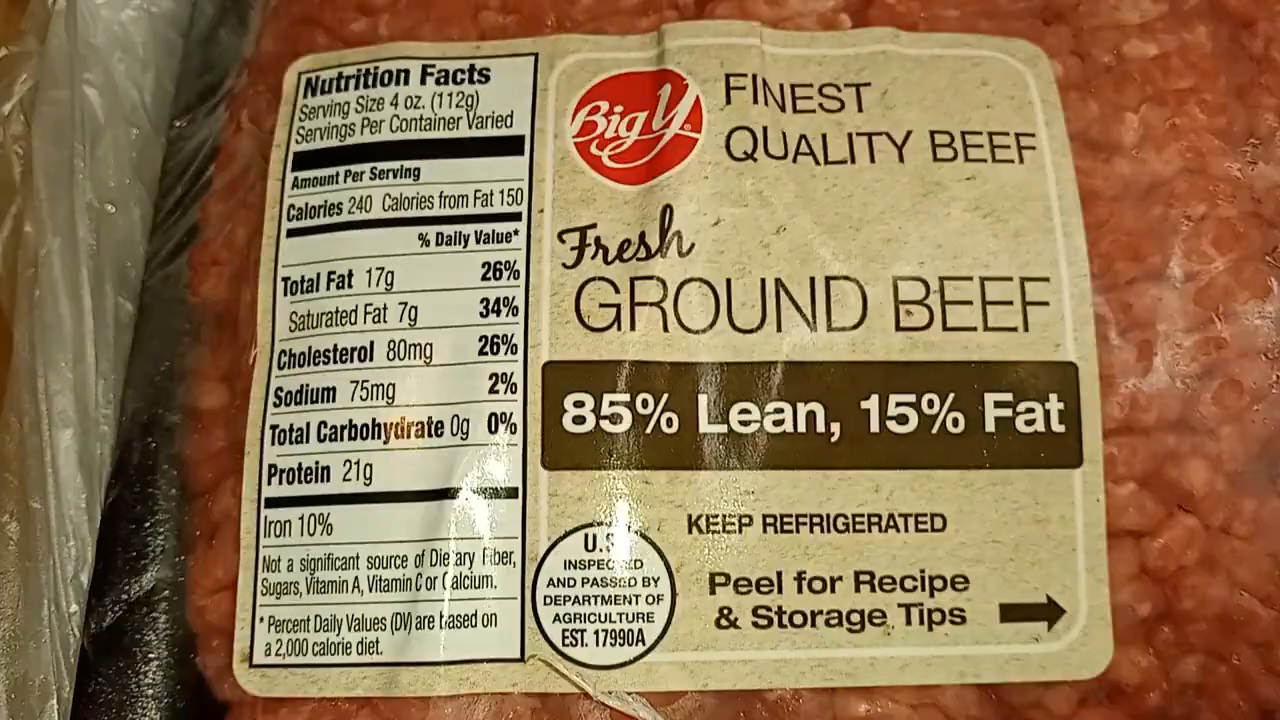 Nutrition Facts
Serving Size 4 oz. (112g)
Servings Per Container Varied
Amount Per Serving
Calories 240 Calories from Fat 150
% Daily Value*
Total Fat 17g 26%
Saturated Fat 7g 34%
Cholesterol 80mg 26%
Sodium 75mg 2%
Total Carbohydrate 0g 0%
Protein 21g
Iron 10%
Not a significant source of Dietary Fiber,
Sugars, Vitamin A, Vitamin C or Calcium.
* Percent Daily Values (DV) are based on
a 2,000 calorie diet.
Big Y®
FINEST
QUALITY BEEF
Fresh
GROUND BEEF
85% Lean, 15% Fat
KEEP REFRIGERATED
Peel for Recipe
& Storage Tips
U.S.
INSPECTED
AND PASSED BY
DEPARTMENT OF
AGRICULTURE
EST. 17990A